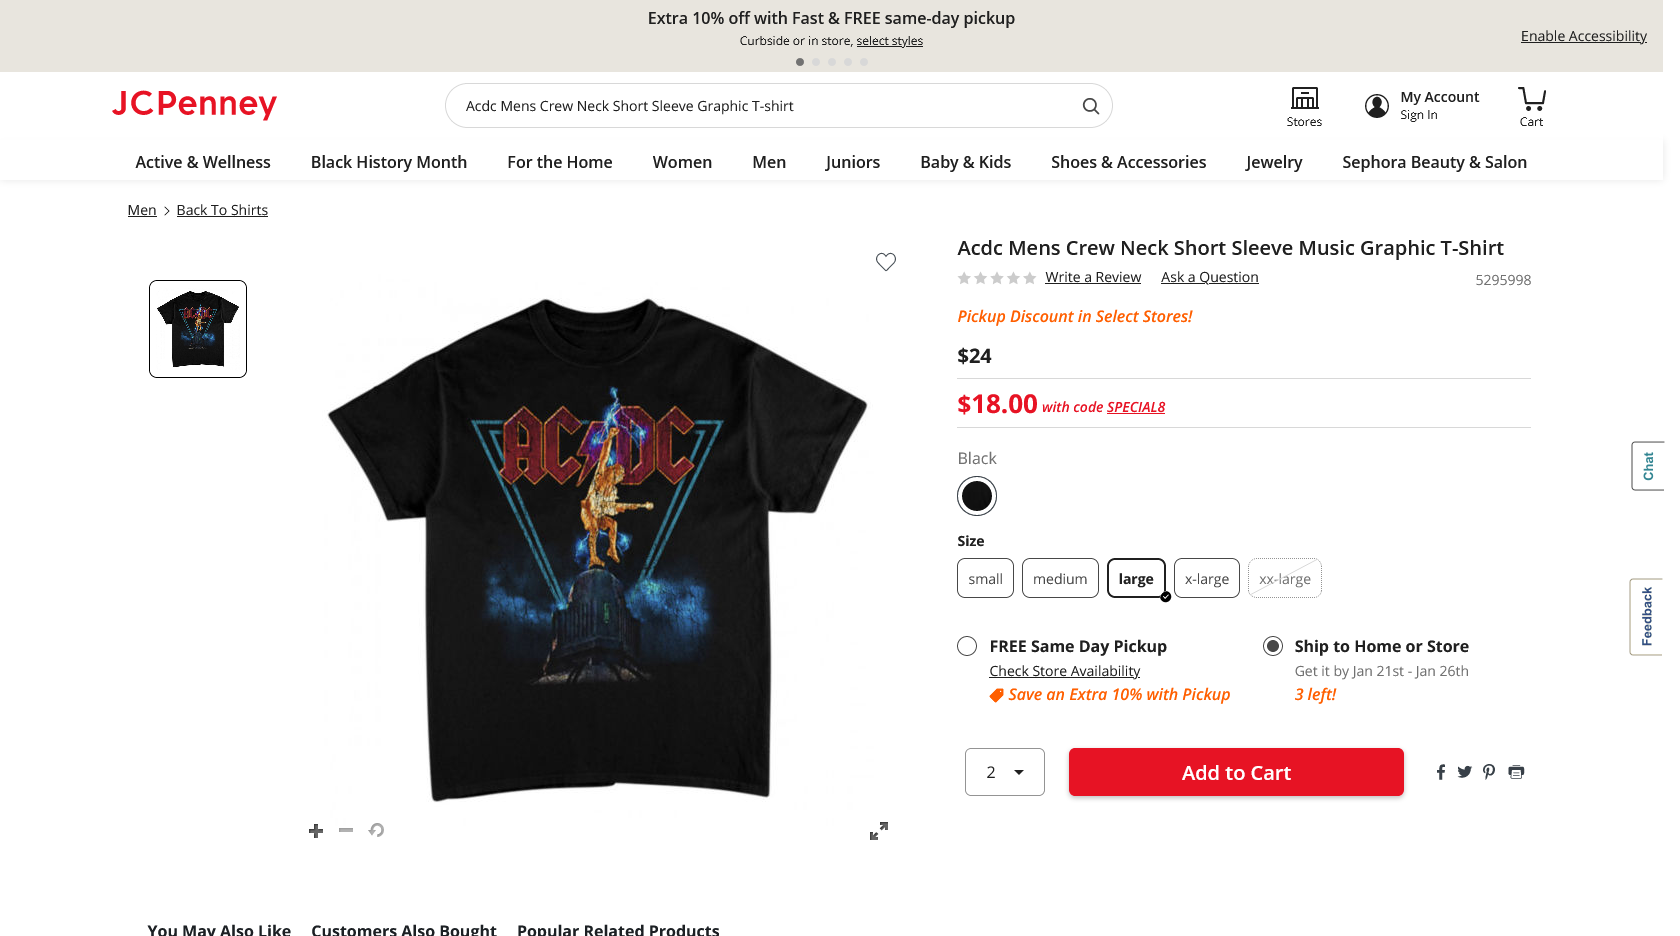 Extra 10% off with Fast & FREE same-day pickup
Curbside or in store, select styles
Enable Accessibility
JCPenney
Acdc Mens Crew Neck Short Sleeve Graphic T-shirt
Stores
My Account
Sign In
Cart
Active & Wellness
Black History Month
For the Home
Women
Men
Juniors
Baby & Kids
Shoes & Accessories
Jewelry
Sephora Beauty & Salon
Men
Back To Shirts
AC DC
AC DC
Acdc Mens Crew Neck Short Sleeve Music Graphic T-Shirt
Write a Review
Ask a Question
5295998
Pickup Discount in Select Stores!
$24
$18.00 with code SPECIAL8
Black
Size
small
medium
large
x-large
xx-large
FREE Same Day Pickup
Check Store Availability
Save an Extra 10% with Pickup
Ship to Home or Store
Get it by Jan 21st - Jan 26th
3 left!
2
Add to Cart
Chat
Feedback
You May Also Like
Customers Also Bought
Popular Related Products